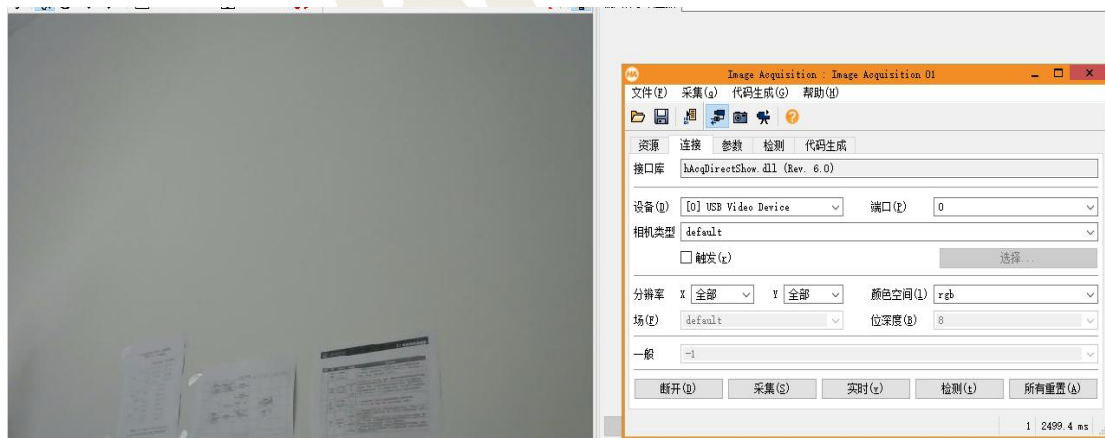 Image Acquisition : Image Acquisition 01
文件(F) 采集(a) 代码生成(G) 帮助(H)
资源 连接 参数 检测 代码生成
接口库 hAcqDirectShow.dll (Rev. 6.0)
设备(D) [0] USB Video Device 端口(P) 0
相机类型 default
触发(r) 选择...
分辨率 X 全部 Y 全部 颜色空间(l) rgb
场(F) default 位深度(B) 8
一般 -1
断开(D) 采集(S) 实时(v) 检测(t) 所有重置(A)
1 2499.4 ms